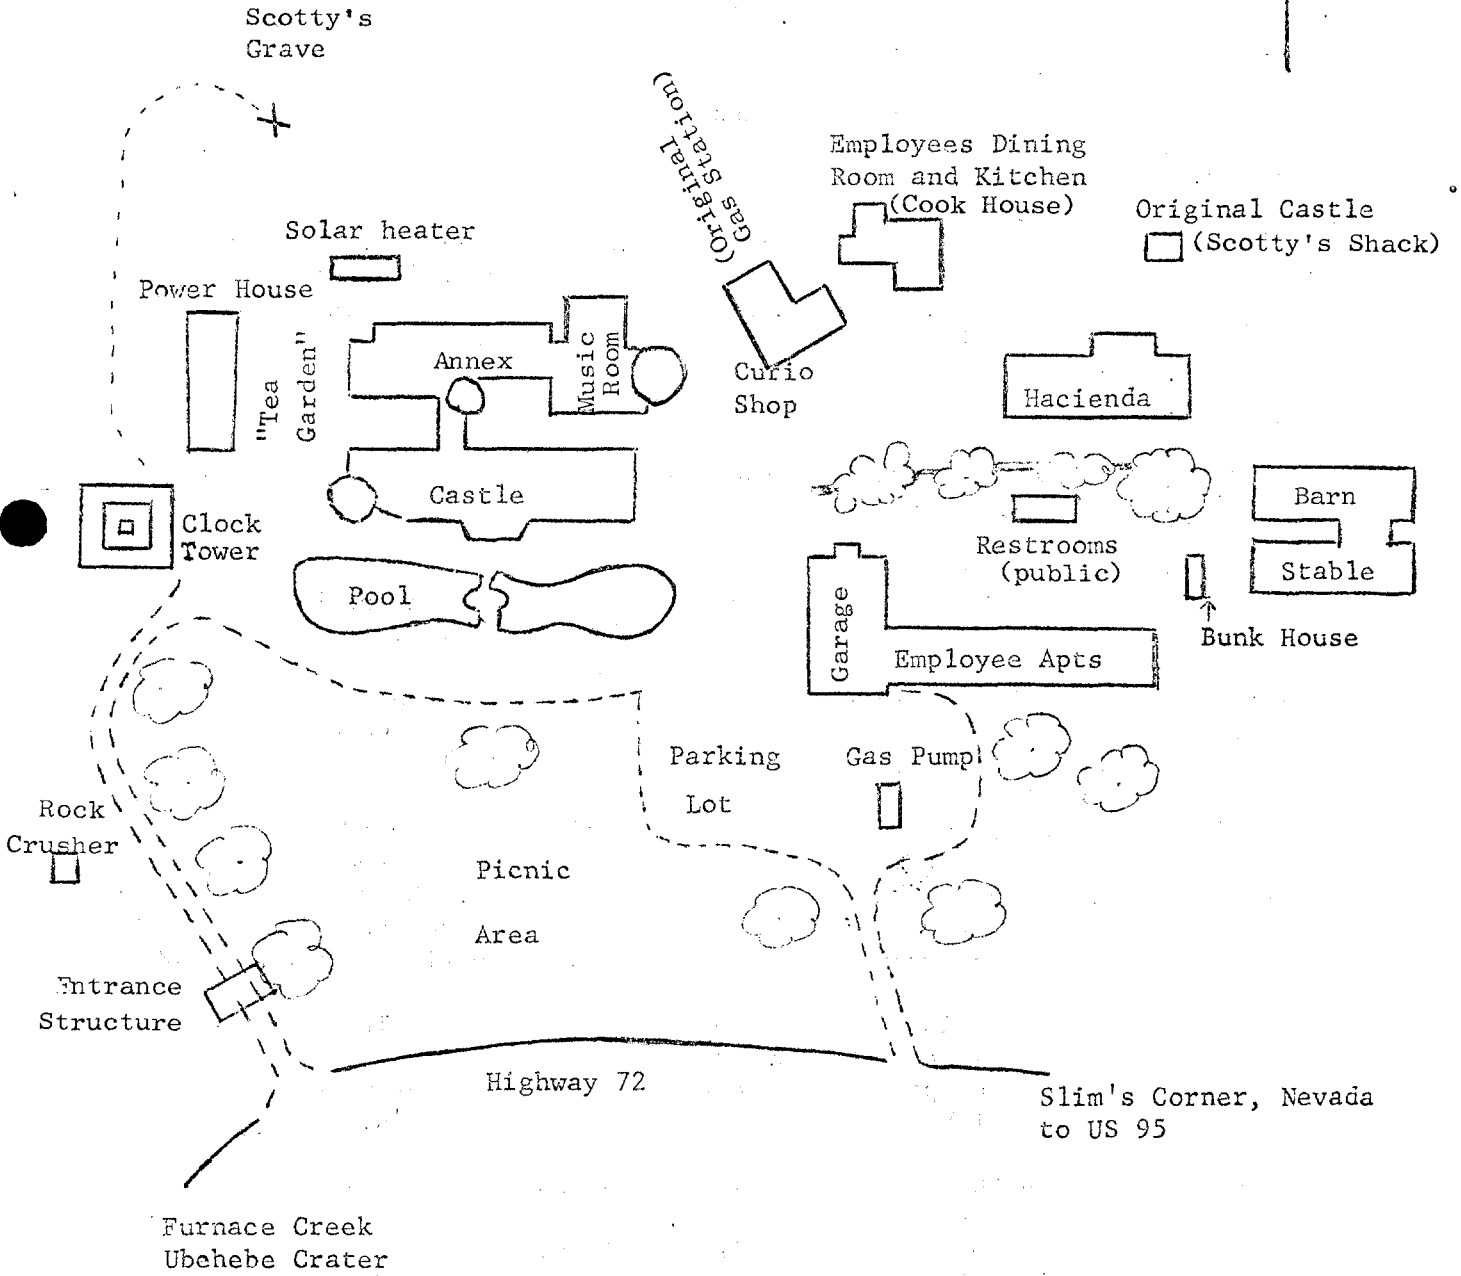 Scotty's
Grave
(Original
Gas Station)
Employees Dining
Room and Kitchen
(Cook House)
Original Castle
(Scotty's Shack)
Solar heater
Power House
"Tea
Garden"
Annex
Music
Room
Curio
Shop
Hacienda
Castle
Clock
Tower
Barn
Restrooms
(public)
Stable
Pool
Garage
Employee Apts
Bunk House
Parking
Lot
Gas Pump
Rock
Crusher
Picnic
Area
Entrance
Structure
Highway 72
Slim's Corner, Nevada
to US 95
Furnace Creek
Ubehebe Crater